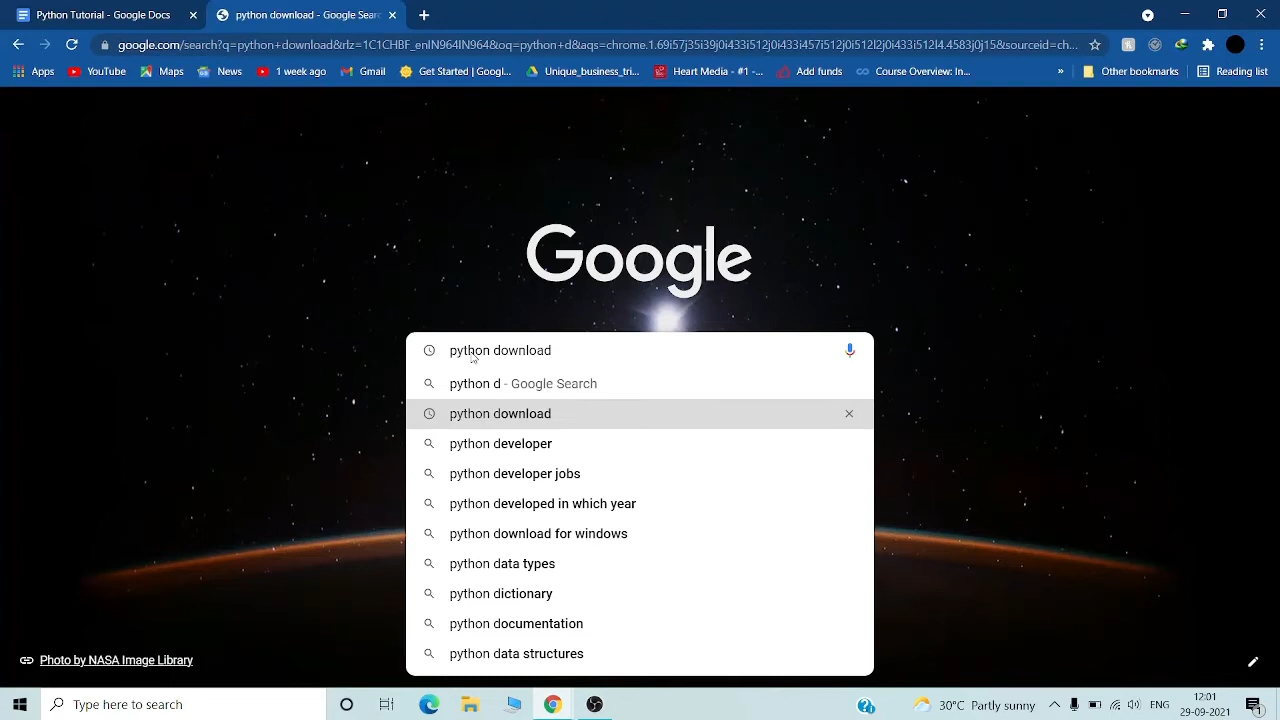 Python Tutorial - Google Docs
python download - Google Sear
google.com/search?q=python+download&rlz=1C1CHBF_enIN964IN964&oq=python+d&aqs=chrome.1.69i57j35i39j0i433i512j0i433i457i512j0i512l2j0i433i512l4.4583j0j15&sourceid=ch...
Apps
YouTube
Maps
News
1 week ago
Gmail
Get Started | Googl...
Unique_business_tri...
Heart Media - #1 -...
Add funds
Course Overview: In...
»
Other bookmarks
Reading list
Google
python download
python d - Google Search
python download
python developer
python developer jobs
python developed in which year
python download for windows
python data types
python dictionary
python documentation
python data structures
Photo by NASA Image Library
Type here to search
30°C Partly sunny
ENG
12:01
29-09-2021